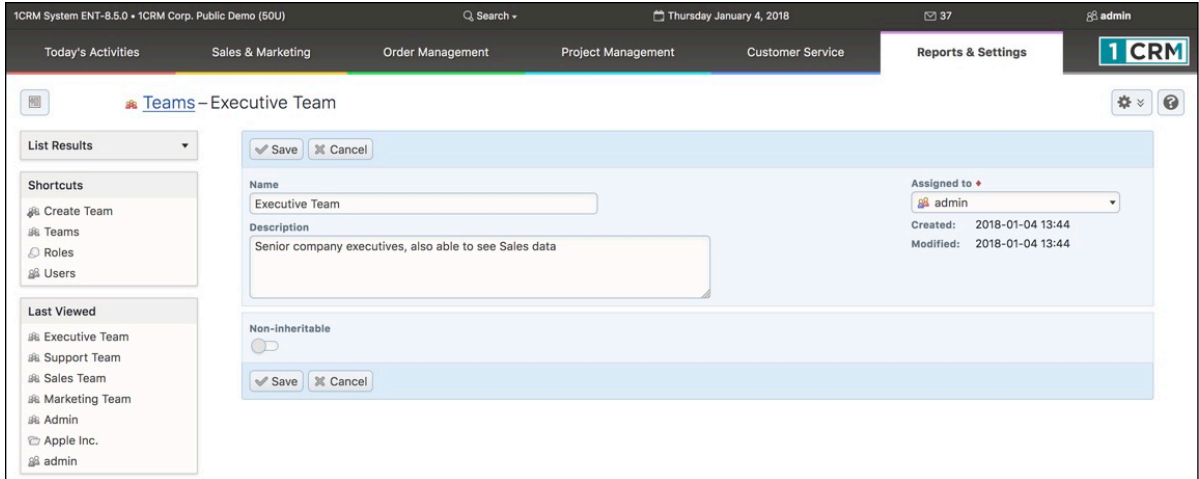 1CRM System ENT-8.5.0 • 1CRM Corp. Public Demo (50U) Search Thursday January 4, 2018 37 admin
Today's Activities Sales & Marketing Order Management Project Management Customer Service Reports & Settings 1 CRM
Teams – Executive Team
List Results
Shortcuts
Create Team
Teams
Roles
Users
Last Viewed
Executive Team
Support Team
Sales Team
Marketing Team
Admin
Apple Inc.
admin
Save Cancel
Name
Executive Team
Description
Senior company executives, also able to see Sales data
Assigned to
admin
Created: 2018-01-04 13:44
Modified: 2018-01-04 13:44
Non-inheritable
Save Cancel